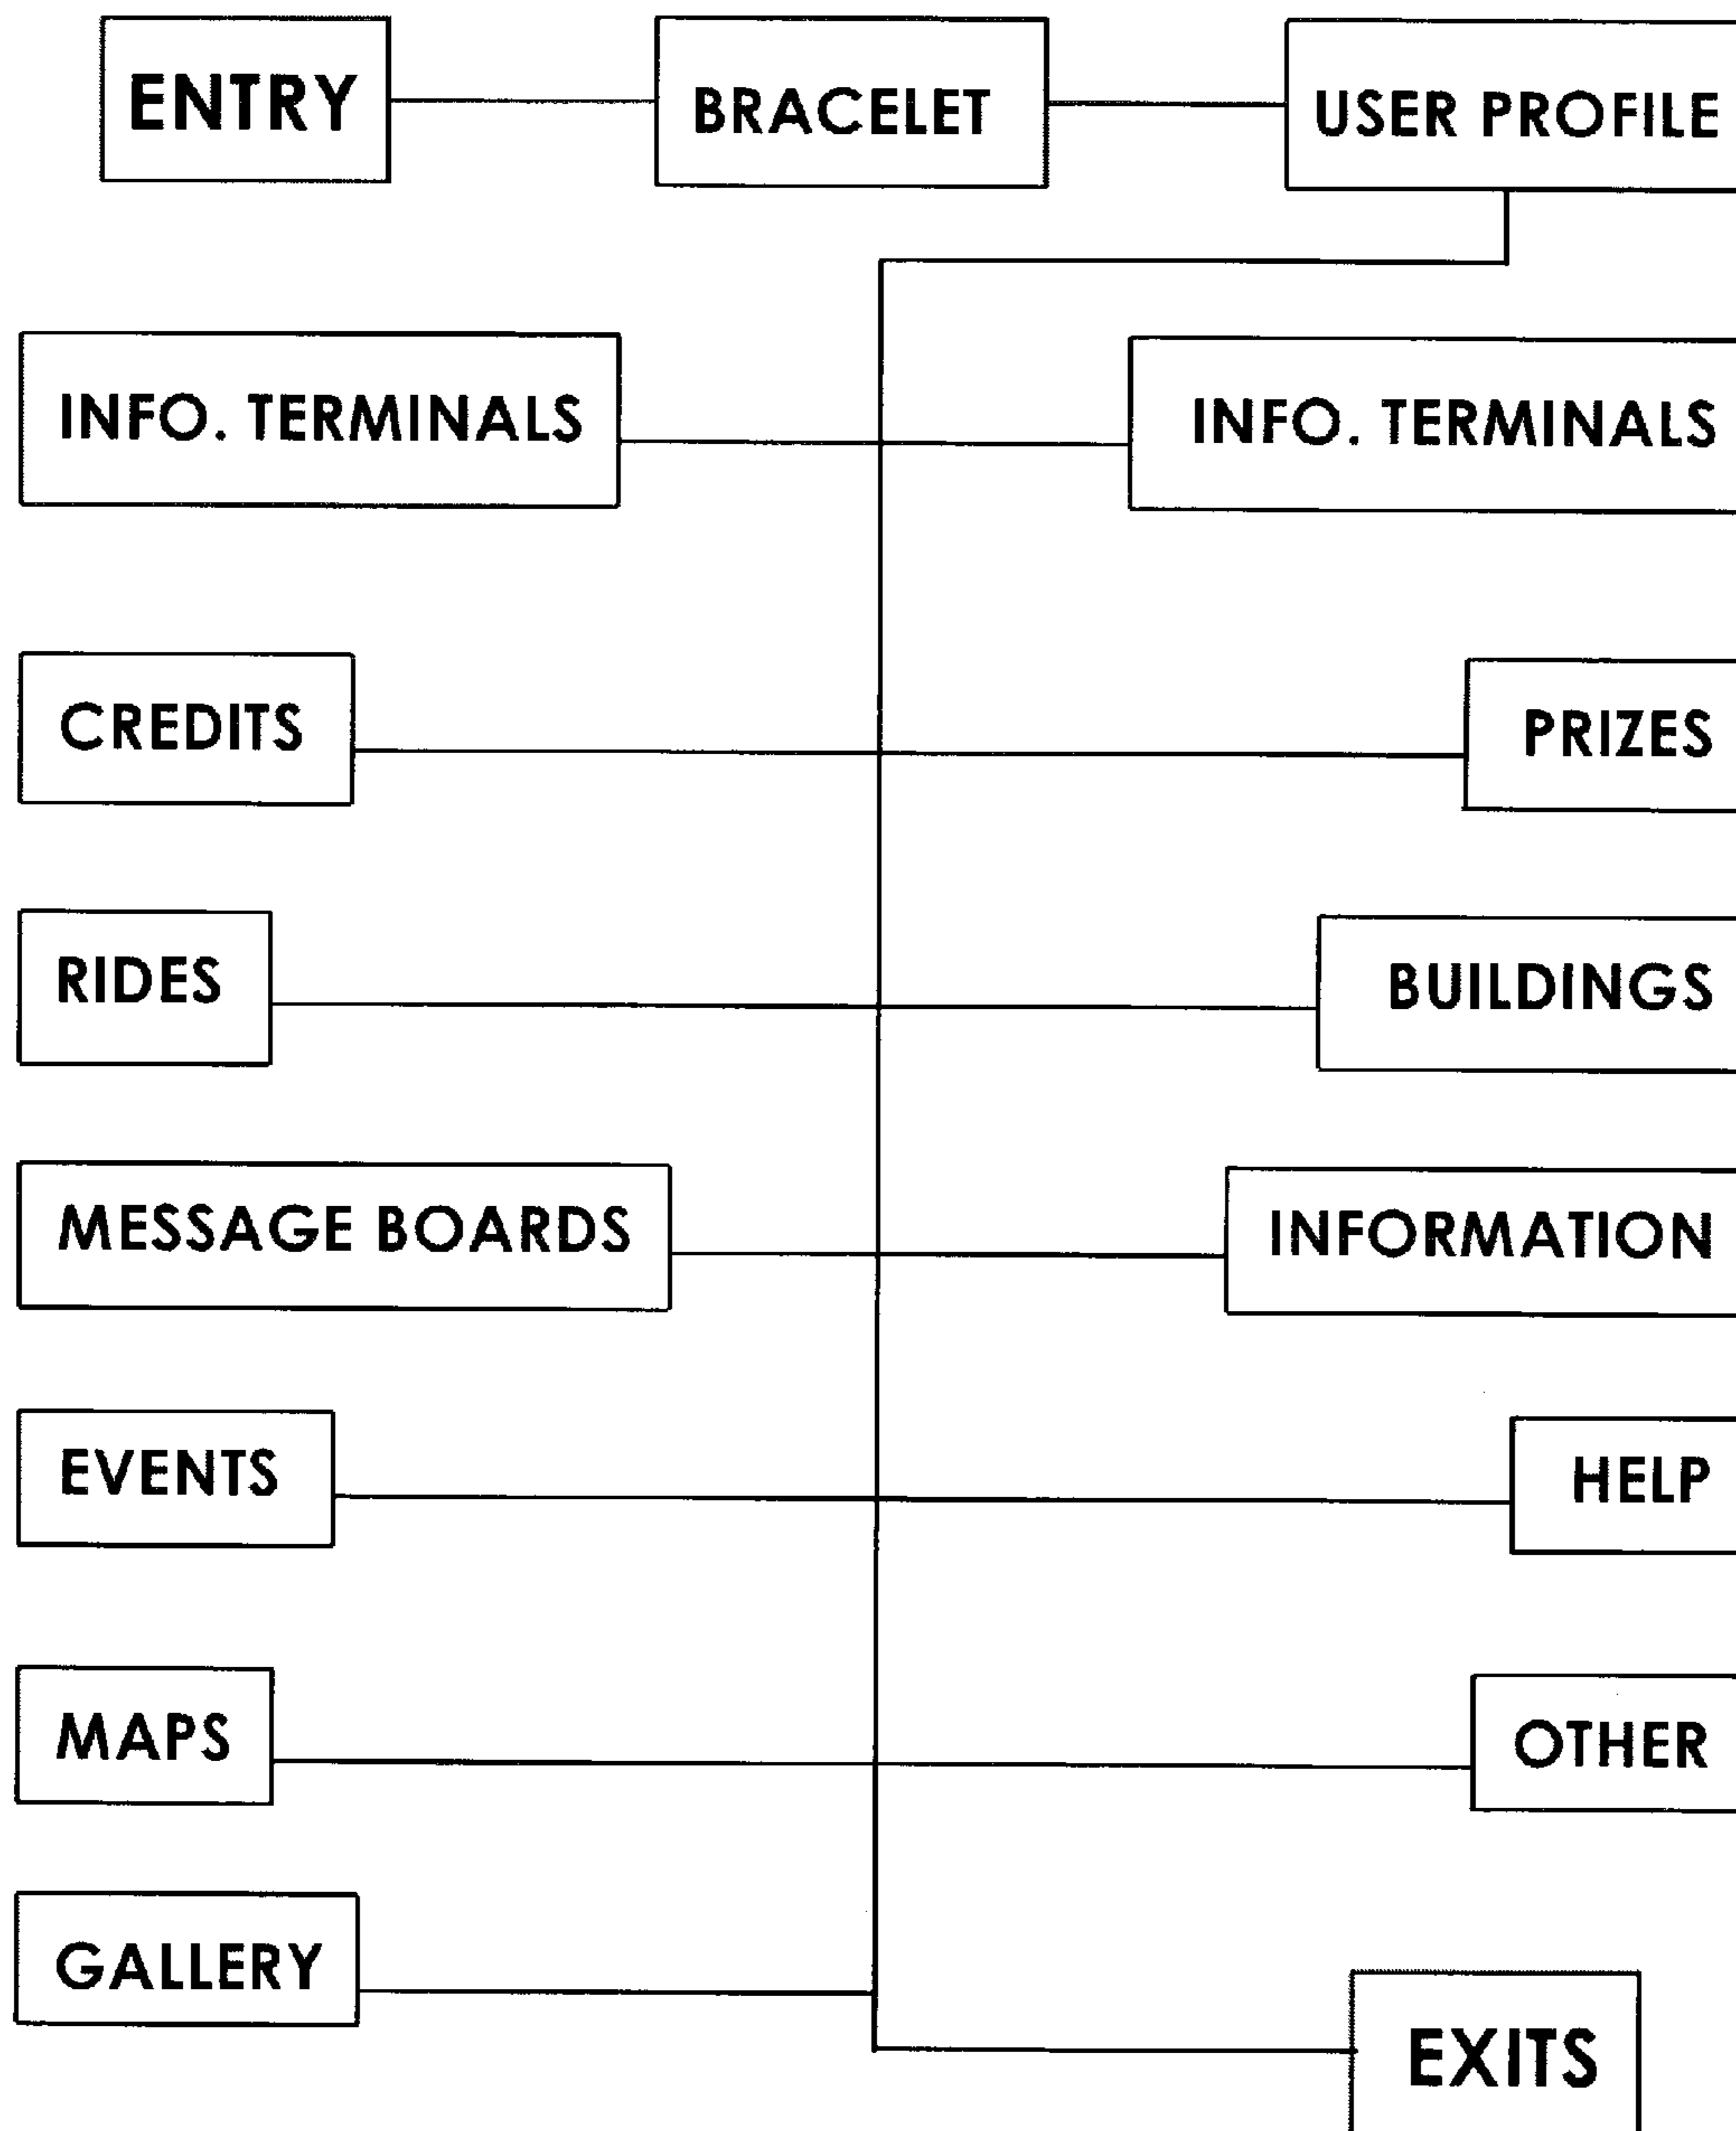 ENTRY
BRACELET
USER PROFILE
INFO. TERMINALS
INFO. TERMINALS
CREDITS
PRIZES
RIDES
BUILDINGS
MESSAGE BOARDS
INFORMATION
EVENTS
HELP
MAPS
OTHER
GALLERY
EXITS